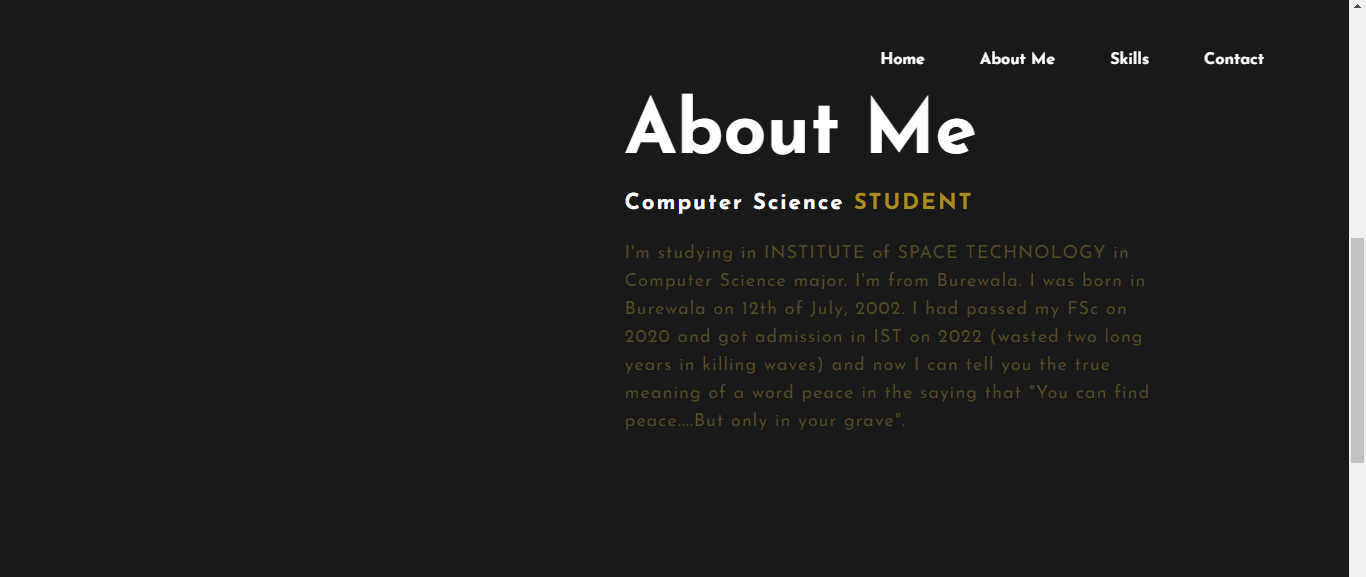 Home About Me Skills Contact
About Me
Computer Science STUDENT
I'm studying in INSTITUTE of SPACE TECHNOLOGY in
Computer Science major. I'm from Burewala. I was born in
Burewala on 12th of July, 2002. I had passed my FSc on
2020 and got admission in IST on 2022 (wasted two long
years in killing waves) and now I can tell you the true
meaning of a word peace in the saying that "You can find
peace....But only in your grave".